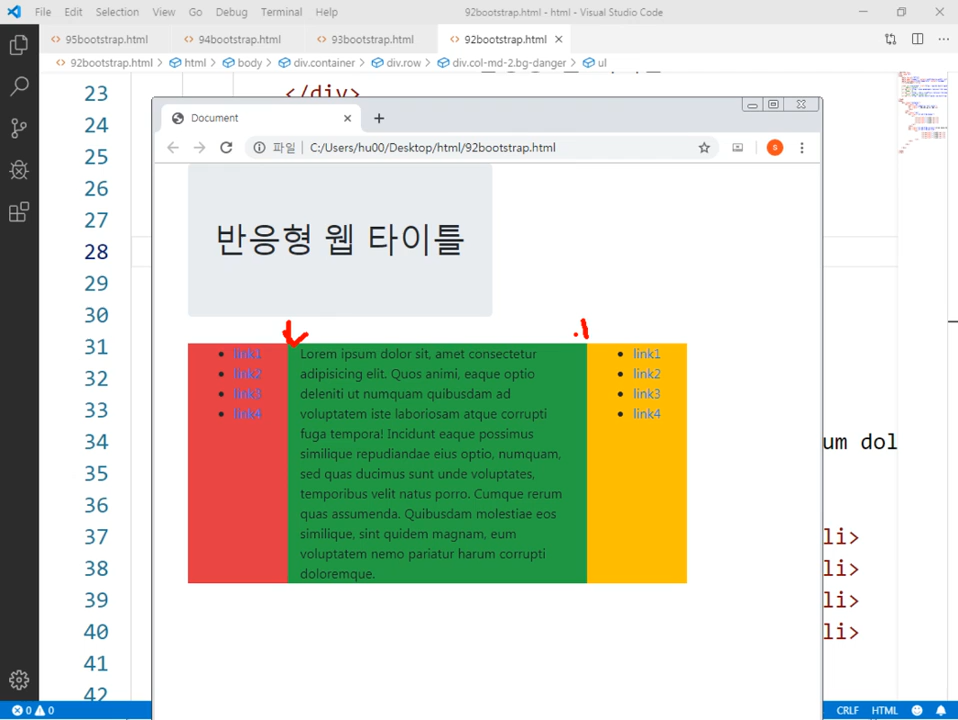 File Edit Selection View Go Debug Terminal Help 92bootstrap.html - html - Visual Studio Code
95bootstrap.html 94bootstrap.html 93bootstrap.html 92bootstrap.html
92bootstrap.html › html › body › div.container › div.row › div.col-md-2.bg-danger › ul
23 </div>
24
25
26
27
28
29
30
31
32
33
34 um dol
35
36
37 li>
38 li>
39 li>
40 li>
41
42
Document
파일 C:/Users/hu00/Desktop/html/92bootstrap.html s
반응형 웹 타이틀
link1
link2
link3
link4
Lorem ipsum dolor sit, amet consectetur
adipisicing elit. Quos animi, eaque optio
deleniti ut numquam quibusdam ad
voluptatem iste laboriosam atque corrupti
fuga tempora! Incidunt eaque possimus
similique repudiandae eius optio, numquam,
sed quas ducimus sunt unde voluptates,
temporibus velit natus porro. Cumque rerum
quas assumenda. Quibusdam molestiae eos
similique, sint quidem magnam, eum
voluptatem nemo pariatur harum corrupti
doloremque.
link1
link2
link3
link4
0 0 CRLF HTML